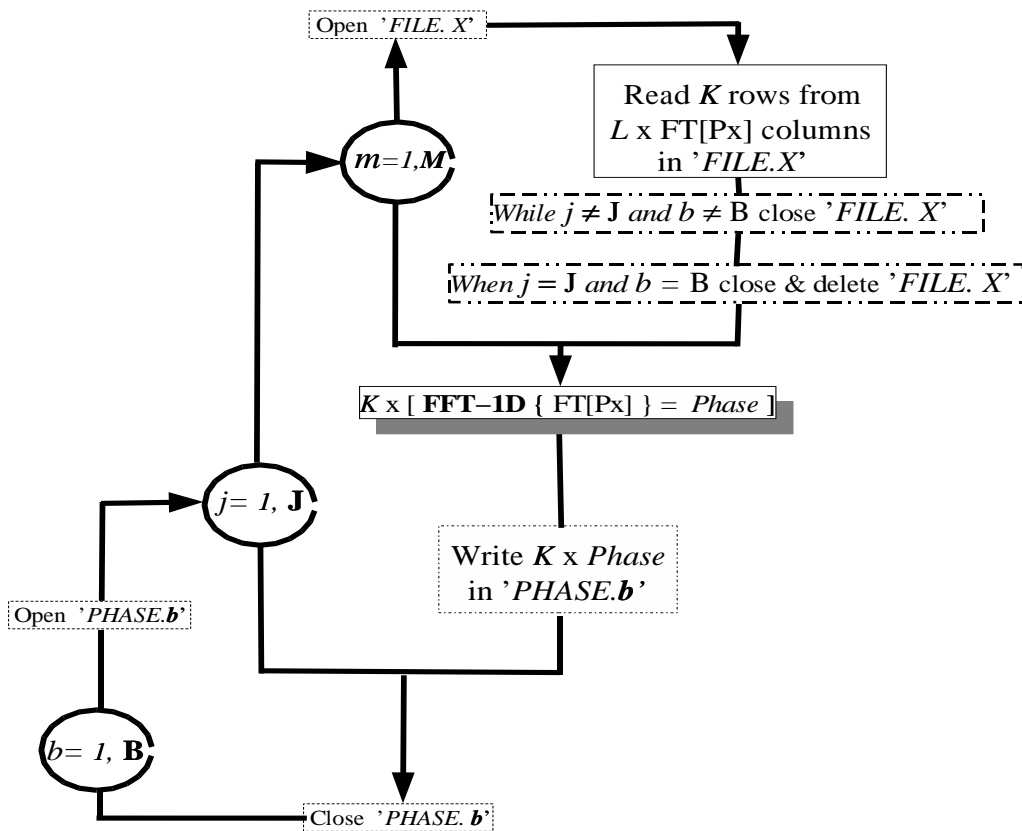 Open 'FILE. X'
Read K rows from
L x FT[Px] columns
in 'FILE.X'
m=1,M
While j ≠ J and b ≠ B close 'FILE. X'
When j = J and b = B close & delete 'FILE. X'
K x [ FFT−1D { FT[Px] } = Phase ]
j= 1, J
Write K x Phase
in 'PHASE.b'
Open 'PHASE.b'
b= 1, B
Close 'PHASE. b'